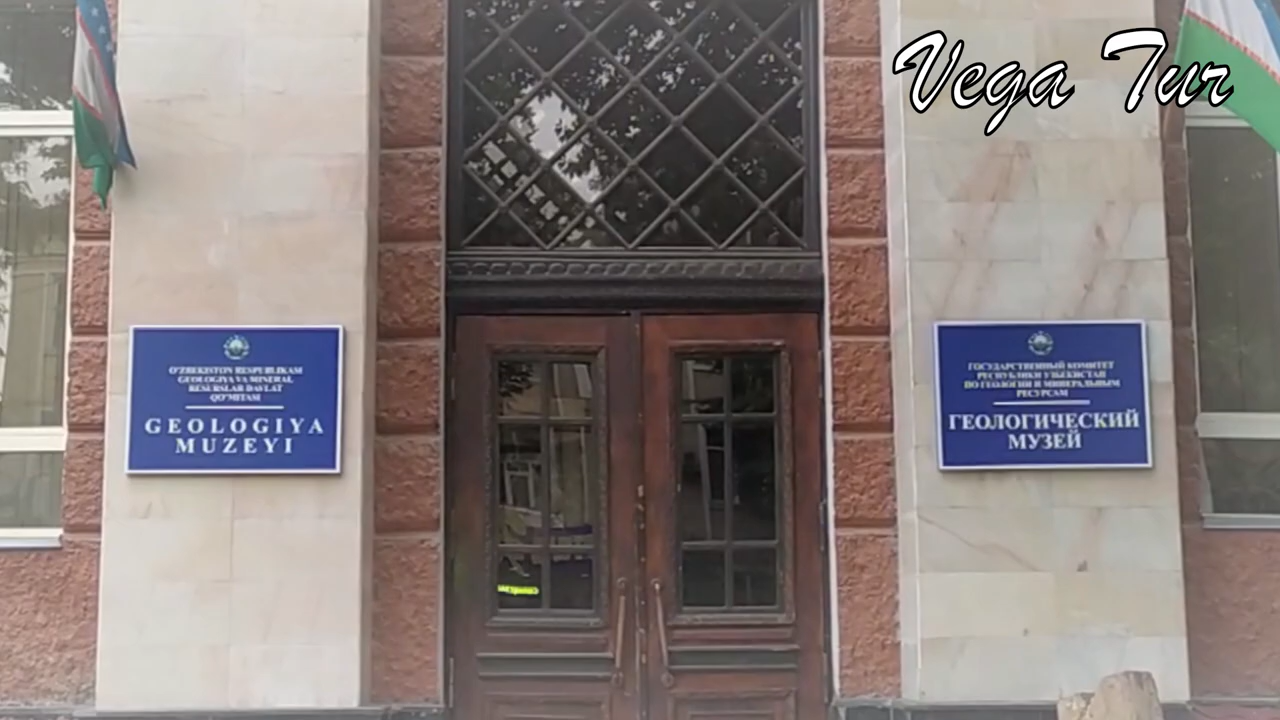 Vega Tur
O'ZBEKISTON RESPUBLIKASI
GEOLOGIYA VA MINERAL
RESURSLAR DAVLAT
QO'MITASI
GEOLOGIYA
MUZEYI
ГОСУДАРСТВЕННЫЙ КОМИТЕТ
РЕСПУБЛИКИ УЗБЕКИСТАН
ПО ГЕОЛОГИИ И МИНЕРАЛЬНЫМ
РЕСУРСАМ
ГЕОЛОГИЧЕСКИЙ
МУЗЕЙ